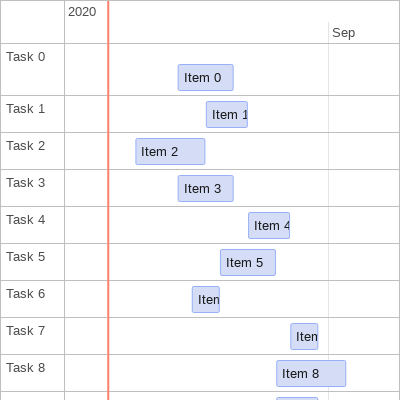 2020
Sep
Task 0
Item 0
Task 1
Item 1
Task 2
Item 2
Task 3
Item 3
Task 4
Item 4
Task 5
Item 5
Task 6
Iten
Task 7
Iten
Task 8
Item 8